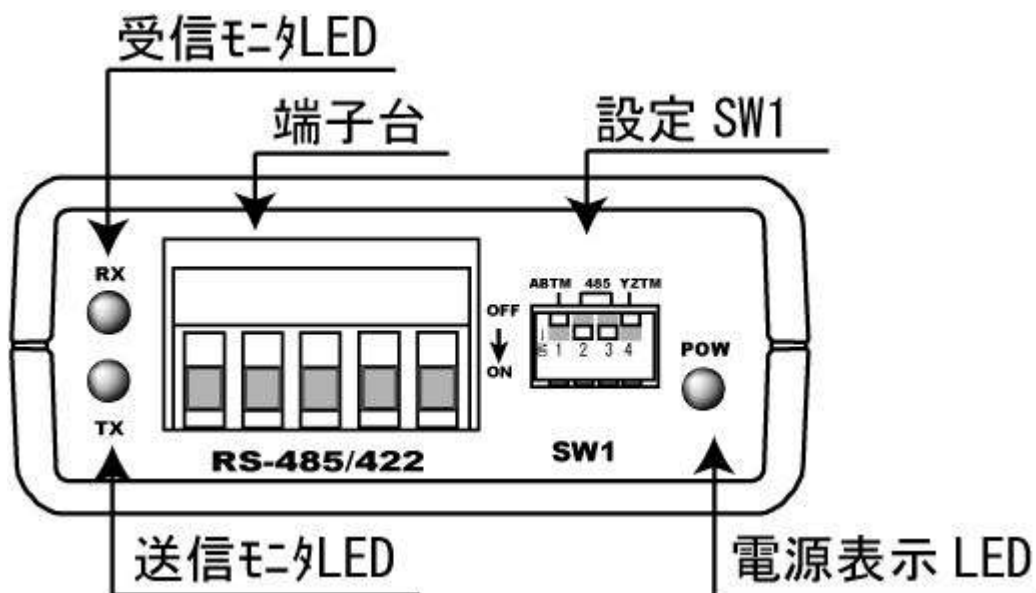 受信ﾓﾆﾀLED
端子台
設定 SW1
RX
ABTM 485 YZTM
OFF
ON
1 2 3 4
POW
TX
RS-485/422
SW1
送信ﾓﾆﾀLED
電源表示 LED